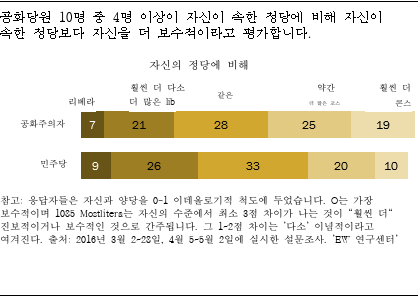 공화당원 10명 중 4명 이상이 자신이 속한 정당에 비해 자신이
속한 정당보다 자신을 더 보수적이라고 평가합니다.
자신의 정당에 비해
훨씬 더 다소 약간 훨씬 더
리베라 더 많은 lib 같은 더 많은 콘스
공화주의자 7 21 28 25 19
민주당 9 26 33 20 10
참고: 응답자들은 자신과 양당을 0-1 이데올로기적 척도에 두었습니다. 0는 가장
보수적이며 1085 Mostlitera는 자신의 수준에서 최소 3점 차이가 나는 것이 "훨씬 더"
진보적이거나 보수적인 것으로 간주됩니다. 그 1-2점 차이는 '다소' 이념적이라고
여겨진다. 출처: 2016년 3월 2-28일, 4월 5-5월 2일에 실시한 설문조사. 'EW 연구센터'